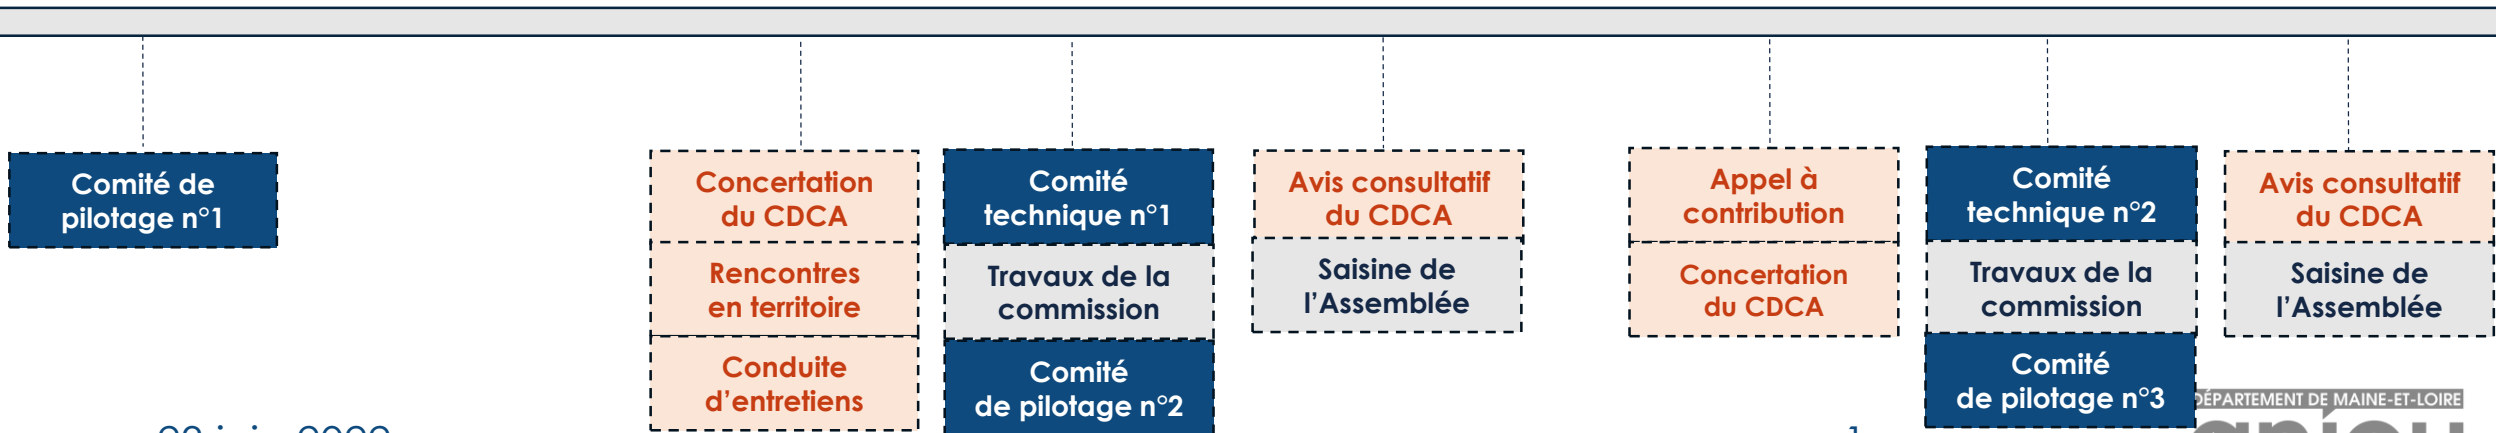 Comité de
pilotage n°1
Concertation
du CDCA
Rencontres
en territoire
Conduite
d'entretiens
Comité
technique n°1
Travaux de la
commission
Comité
de pilotage n°2
Avis consultatif
du CDCA
Saisine de
l'Assemblée
Appel à
contribution
Concertation
du CDCA
Comité
technique n°2
Travaux de la
commission
Comité
de pilotage n°3
Avis consultatif
du CDCA
Saisine de
l'Assemblée
DÉPARTEMENT DE MAINE-ET-LOIRE
anjou